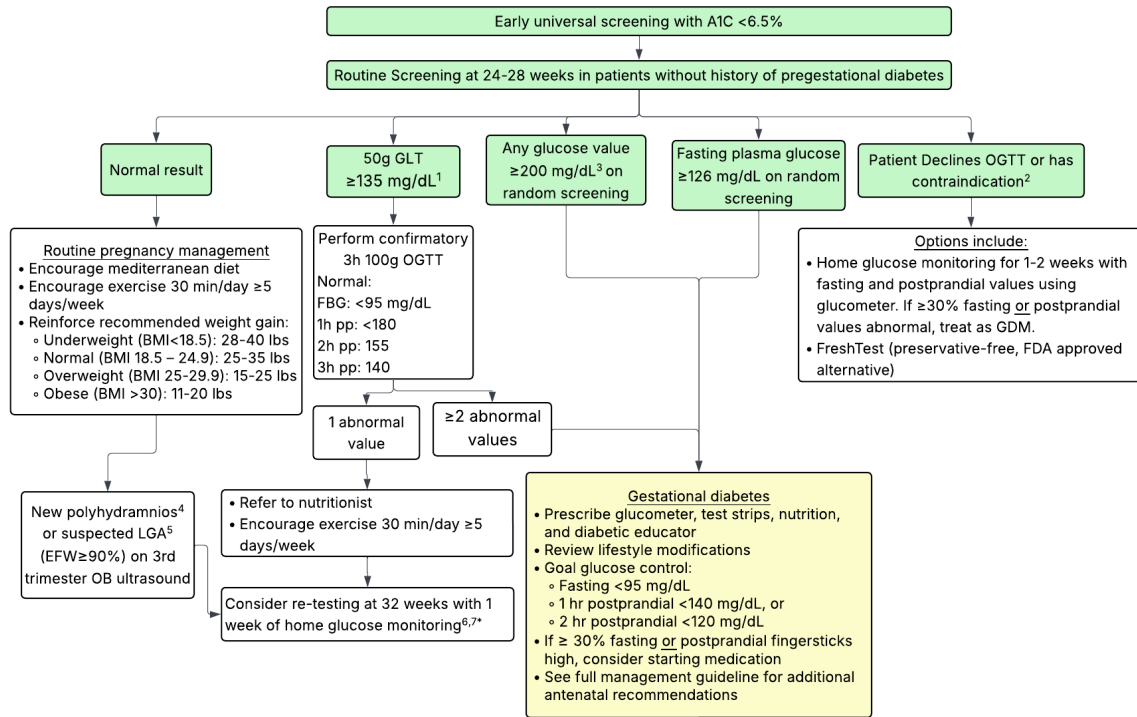 Early universal screening with A1C <6.5%
Routine Screening at 24-28 weeks in patients without history of pregestational diabetes
Normal result
50g GLT
≥135 mg/dL¹
Any glucose value
≥200 mg/dL³ on
random screening
Fasting plasma glucose
≥126 mg/dL on random
screening
Patient Declines OGTT or has
contraindication²
Routine pregnancy management
• Encourage mediterranean diet
• Encourage exercise 30 min/day ≥5
days/week
• Reinforce recommended weight gain:
◦ Underweight (BMI<18.5): 28-40 lbs
◦ Normal (BMI 18.5 – 24.9): 25-35 lbs
◦ Overweight (BMI 25-29.9): 15-25 lbs
◦ Obese (BMI >30): 11-20 lbs
Perform confirmatory
3h 100g OGTT
Normal:
FBG: <95 mg/dL
1h pp: <180
2h pp: 155
3h pp: 140
Options include:
• Home glucose monitoring for 1-2 weeks with
fasting and postprandial values using
glucometer. If ≥30% fasting or postprandial
values abnormal, treat as GDM.
• FreshTest (preservative-free, FDA approved
alternative)
1 abnormal
value
≥2 abnormal
values
New polyhydramnios⁴
or suspected LGA⁵
(EFW≥90%) on 3rd
trimester OB ultrasound
• Refer to nutritionist
• Encourage exercise 30 min/day ≥5
days/week
Consider re-testing at 32 weeks with 1
week of home glucose monitoring⁶,⁷*
Gestational diabetes
• Prescribe glucometer, test strips, nutrition,
and diabetic educator
• Review lifestyle modifications
• Goal glucose control:
◦ Fasting <95 mg/dL
◦ 1 hr postprandial <140 mg/dL, or
◦ 2 hr postprandial <120 mg/dL
• If ≥ 30% fasting or postprandial fingersticks
high, consider starting medication
• See full management guideline for additional
antenatal recommendations